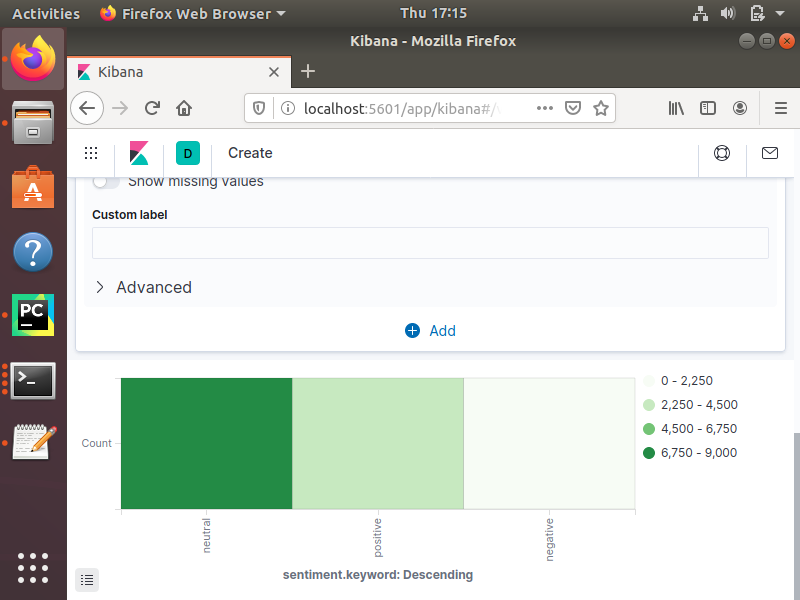 Activities Firefox Web Browser Thu 17:15
Kibana - Mozilla Firefox
Kibana
localhost:5601/app/kibana#/
D Create
Show missing values
Custom label
Advanced
Add
Count
0 - 2,250
2,250 - 4,500
4,500 - 6,750
6,750 - 9,000
neutral
positive
negative
sentiment.keyword: Descending
PC